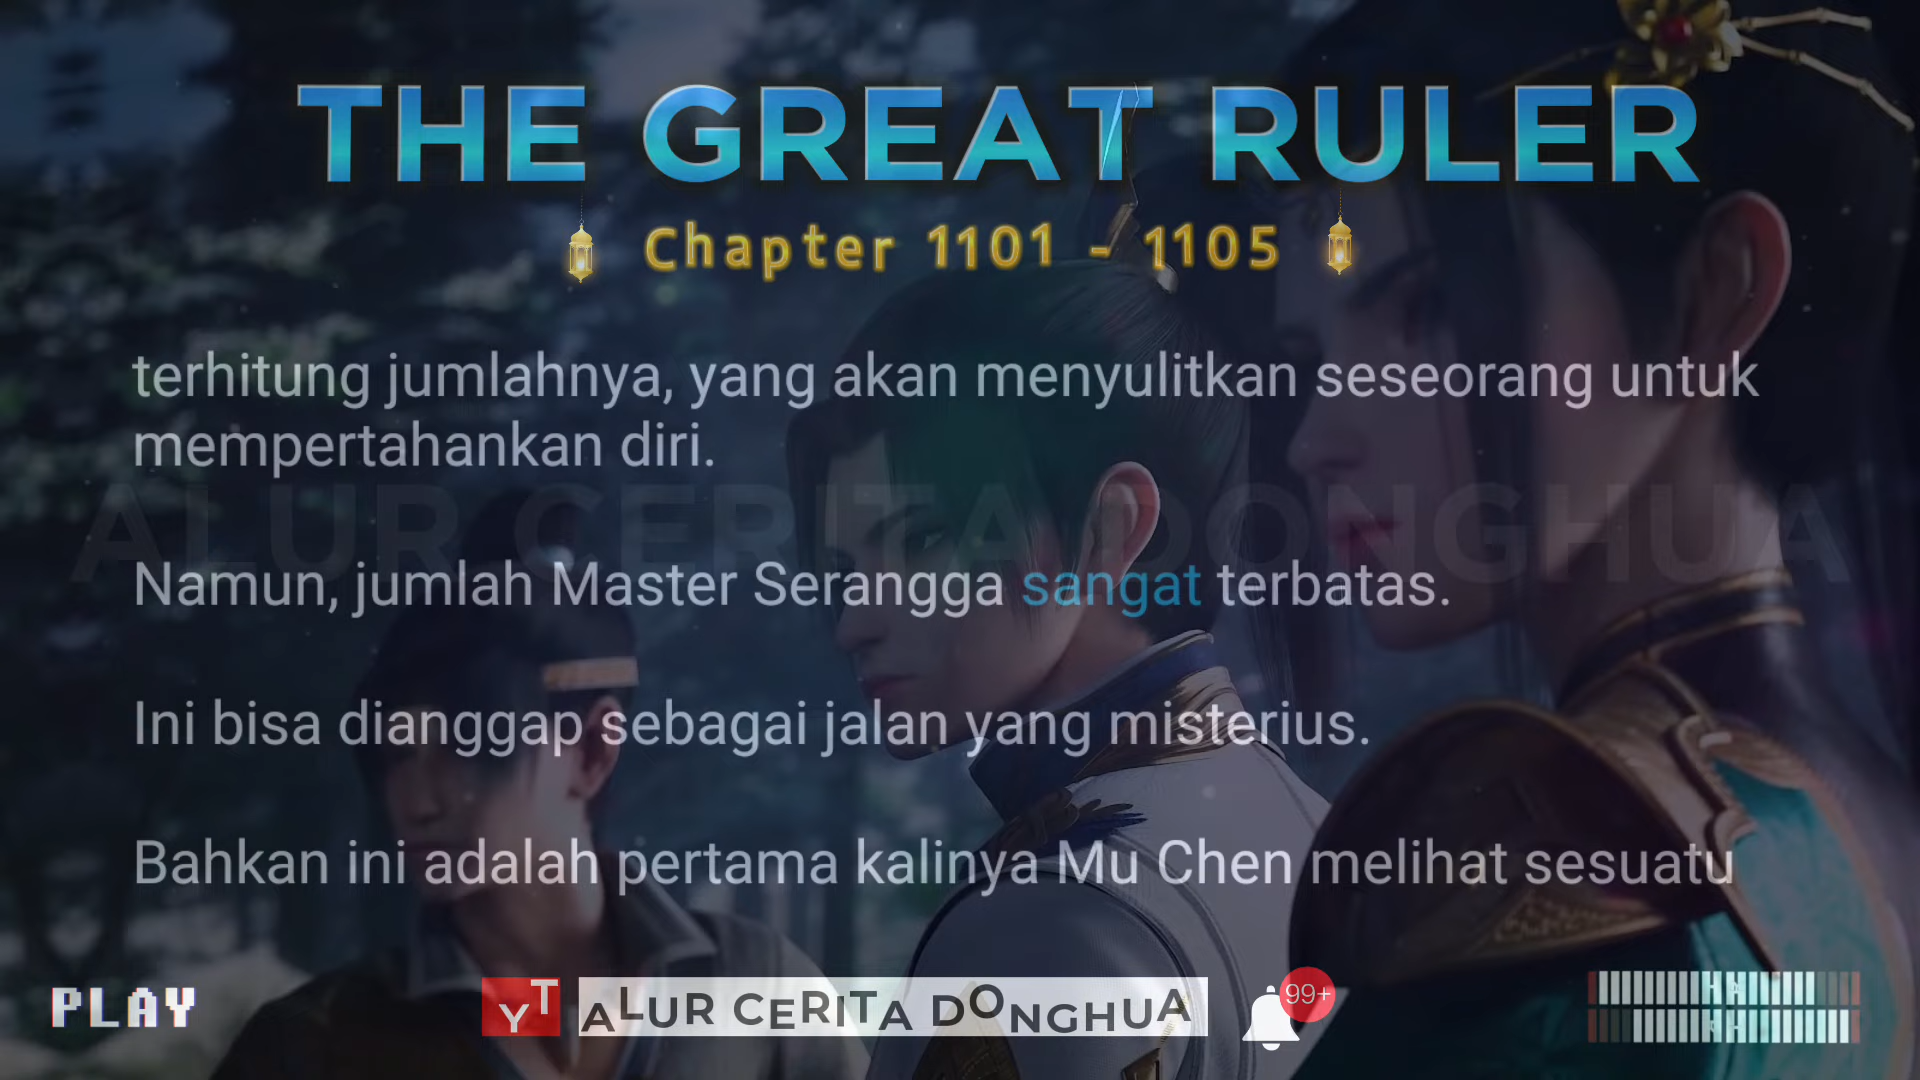 THE GREAT RULER
Chapter 1101 - 1105
terhitung jumlahnya, yang akan menyulitkan seseorang untuk
mempertahankan diri.
ALUR CERITA DONGHUA
Namun, jumlah Master Serangga sangat terbatas.
Ini bisa dianggap sebagai jalan yang misterius.
Bahkan ini adalah pertama kalinya Mu Chen melihat sesuatu
PLAY
YT ALUR CERITA DONGHUA 99+